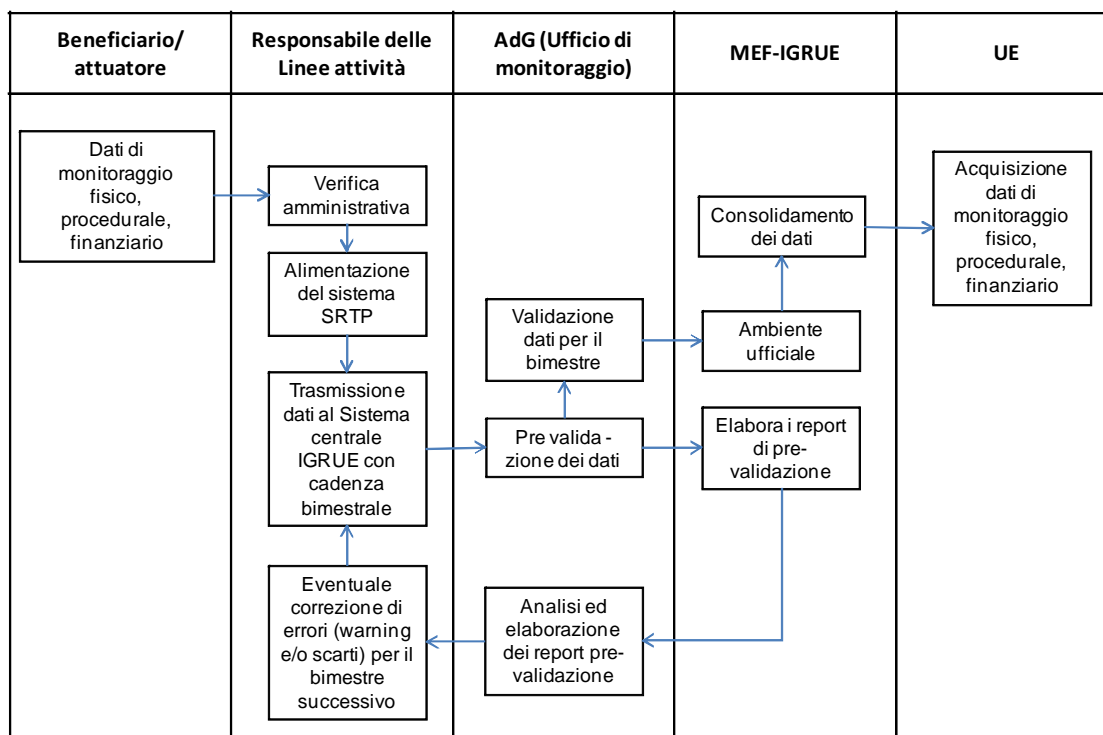 Beneficiario/
attuatore
Responsabile delle
Linee attività
AdG (Ufficio di
monitoraggio)
MEF-IGRUE
UE
Dati di
monitoraggio
fisico,
procedurale,
finanziario
Verifica
amministrativa
Alimentazione
del sistema
SRTP
Trasmissione
dati al Sistema
centrale
IGRUE con
cadenza
bimestrale
Eventuale
correzione di
errori (warning
e/o scarti) per il
bimestre
successivo
Validazione
dati per il
bimestre
Pre valida -
zione dei dati
Analisi ed
elaborazione
dei report pre-
validazione
Consolidamento
dei dati
Ambiente
ufficiale
Elabora i report
di pre-
validazione
Acquisizione
dati di
monitoraggio
fisico,
procedurale,
finanziario